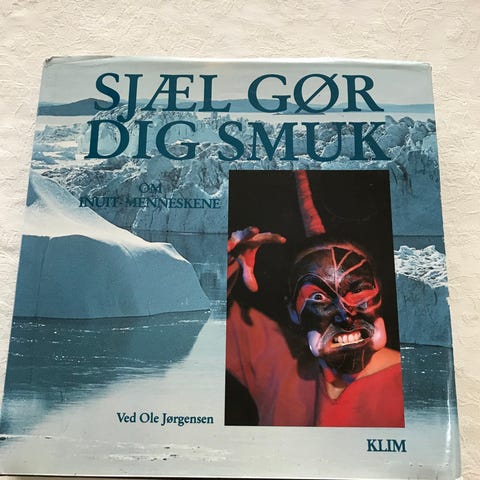 SJÆL GØR
DIG SMUK
OM
INUIT-MENNESKENE
Ved Ole Jørgensen
KLIM